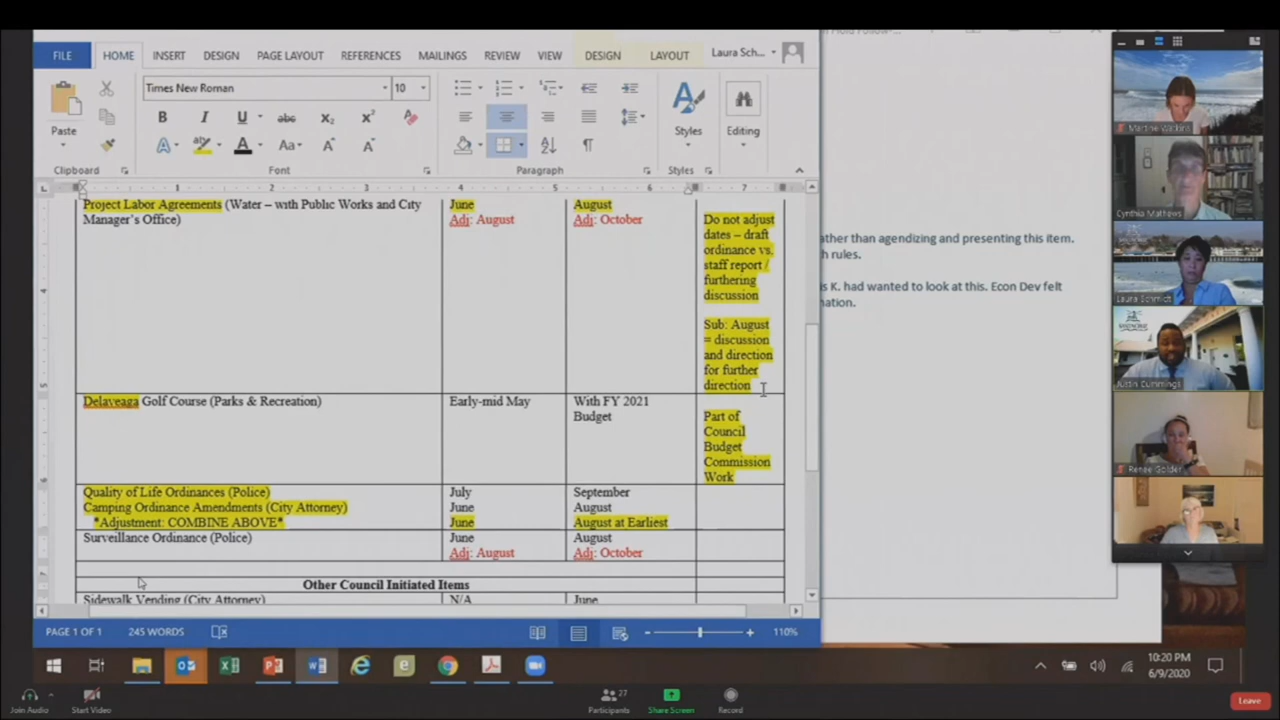 FILE
HOME
INSERT
DESIGN
PAGE LAYOUT
REFERENCES
MAILINGS
REVIEW
VIEW
DESIGN
LAYOUT
Laura Sch...
Times New Roman
10
Paste
Styles
Editing
Clipboard
Font
Paragraph
Styles
Project Labor Agreements (Water – with Public Works and City
Manager's Office)
June
Adj: August
August
Adj: October
Do not adjust
dates – draft
ordinance vs.
staff report /
furthering
discussion
Sub: August
= discussion
and direction
for further
direction
Delaveaga Golf Course (Parks & Recreation)
Early-mid May
With FY 2021
Budget
Part of
Council
Budget
Commission
Work
Quality of Life Ordinances (Police)
July
September
Camping Ordinance Amendments (City Attorney)
June
August
*Adjustment: COMBINE ABOVE*
June
August at Earliest
Surveillance Ordinance (Police)
June
Adj: August
August
Adj: October
Other Council Initiated Items
Sidewalk Vending (City Attorney)
N/A
June
ather than agendizing and presenting this item.
h rules.
is K. had wanted to look at this. Econ Dev felt
nation.
Martine Watkins
Cynthia Mathews
Laura Schmidt
Justin Cummings
Renee Golder
PAGE 1 OF 1
245 WORDS
110%
10:20 PM
6/9/2020
Join Audio
Start Video
27
Participants
Share Screen
Record
Leave